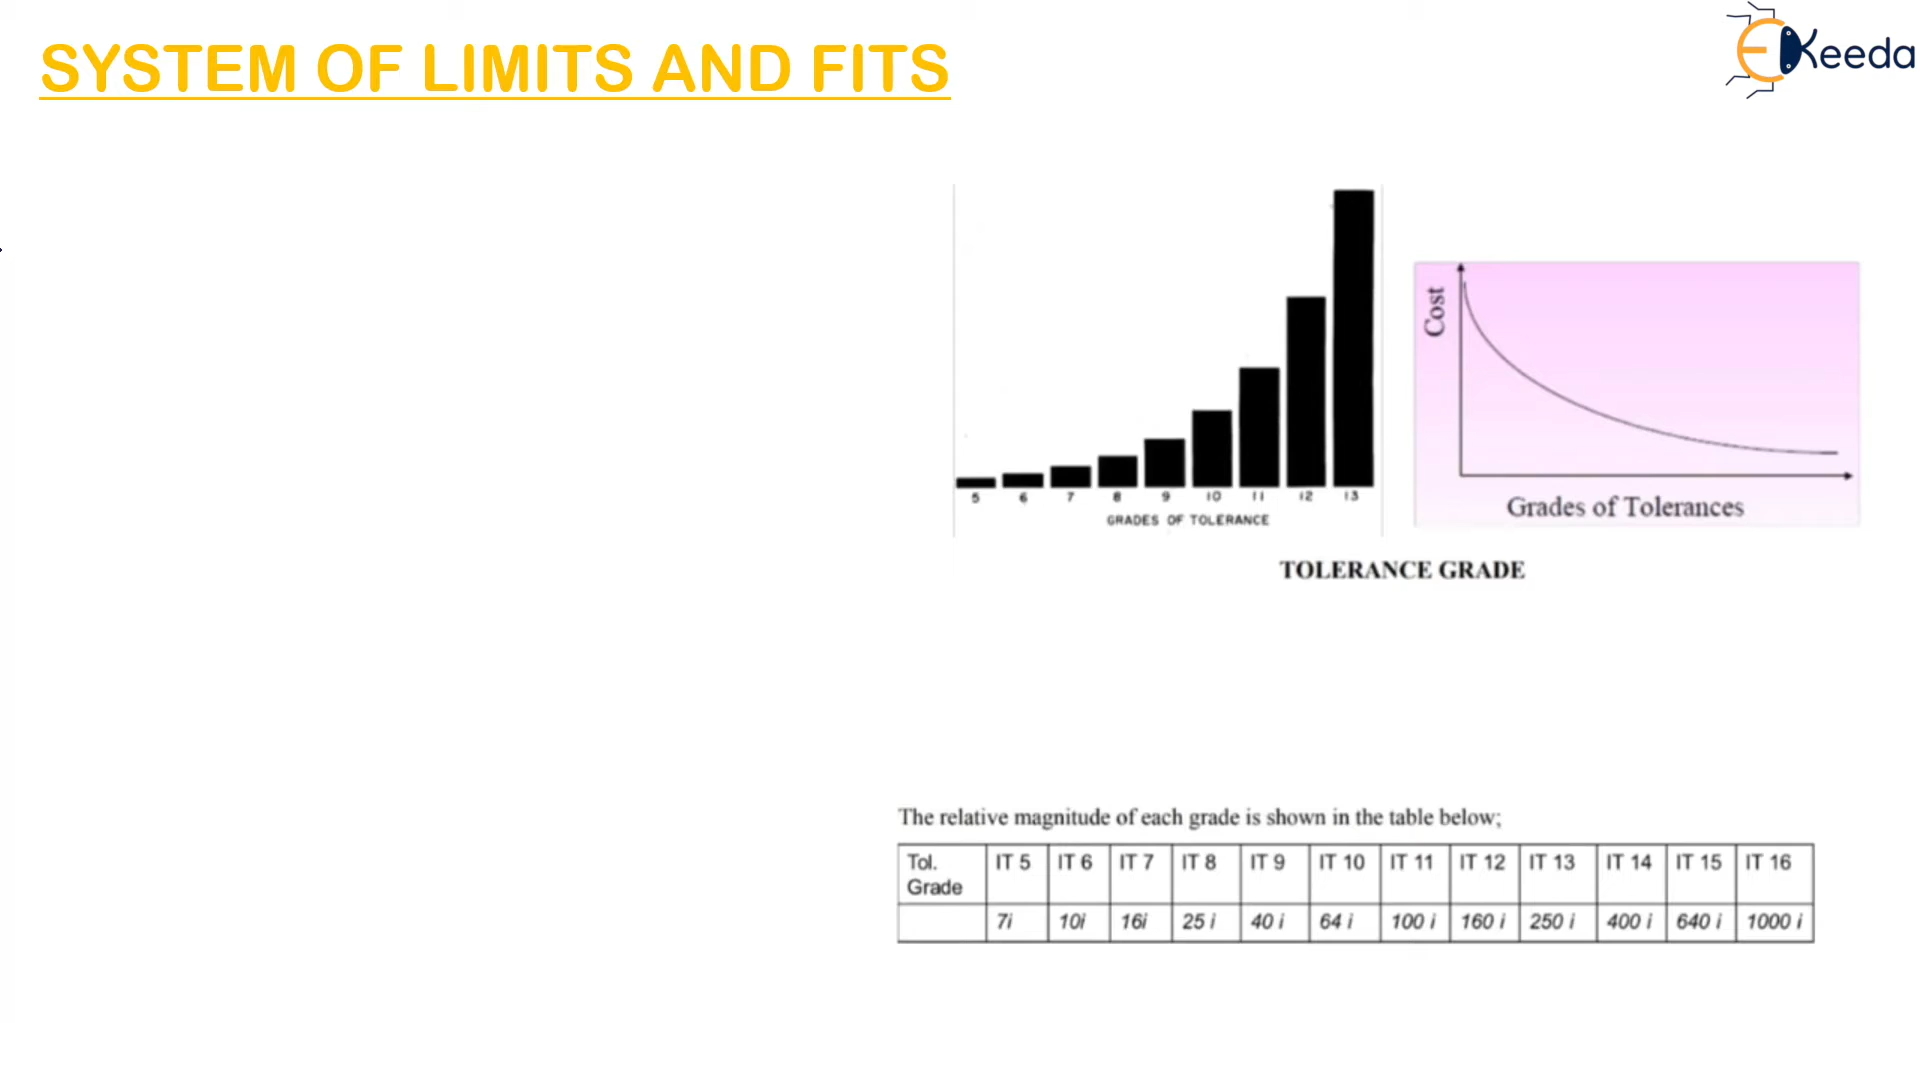 SYSTEM OF LIMITS AND FITS
EKeeda
5 6 7 8 9 10 11 12 13
GRADES OF TOLERANCE
Cost
Grades of Tolerances
TOLERANCE GRADE
The relative magnitude of each grade is shown in the table below;
Tol. Grade IT 5 IT 6 IT 7 IT 8 IT 9 IT 10 IT 11 IT 12 IT 13 IT 14 IT 15 IT 16
7i 10i 16i 25 i 40 i 64 i 100 i 160 i 250 i 400 i 640 i 1000 i